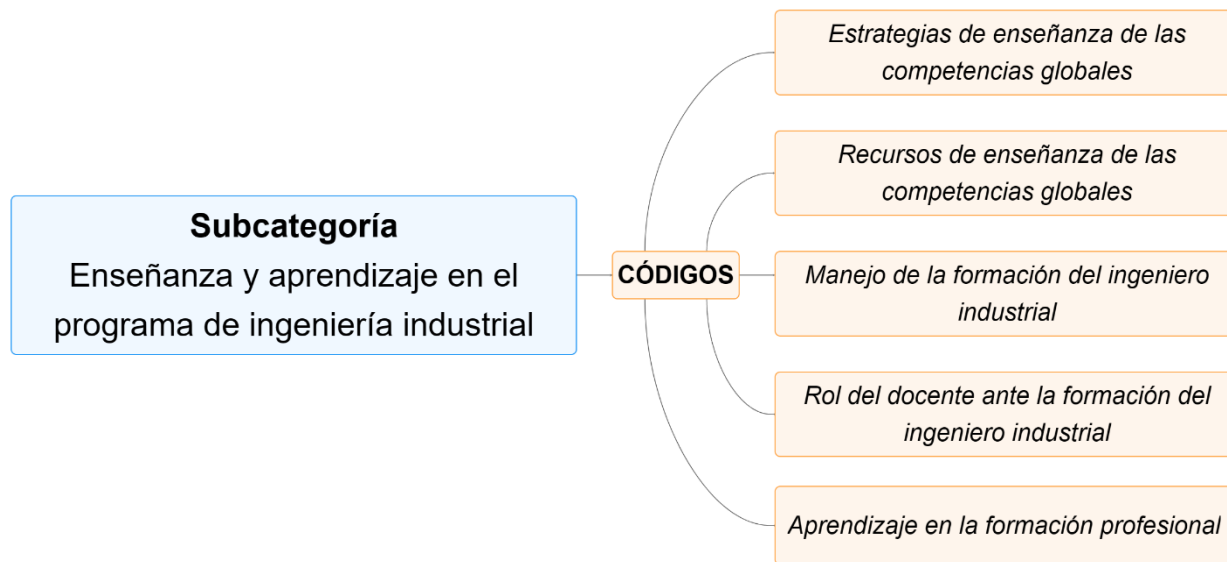 Subcategoría
Enseñanza y aprendizaje en el
programa de ingeniería industrial
CÓDIGOS
Estrategias de enseñanza de las
competencias globales
Recursos de enseñanza de las
competencias globales
Manejo de la formación del ingeniero
industrial
Rol del docente ante la formación del
ingeniero industrial
Aprendizaje en la formación profesional